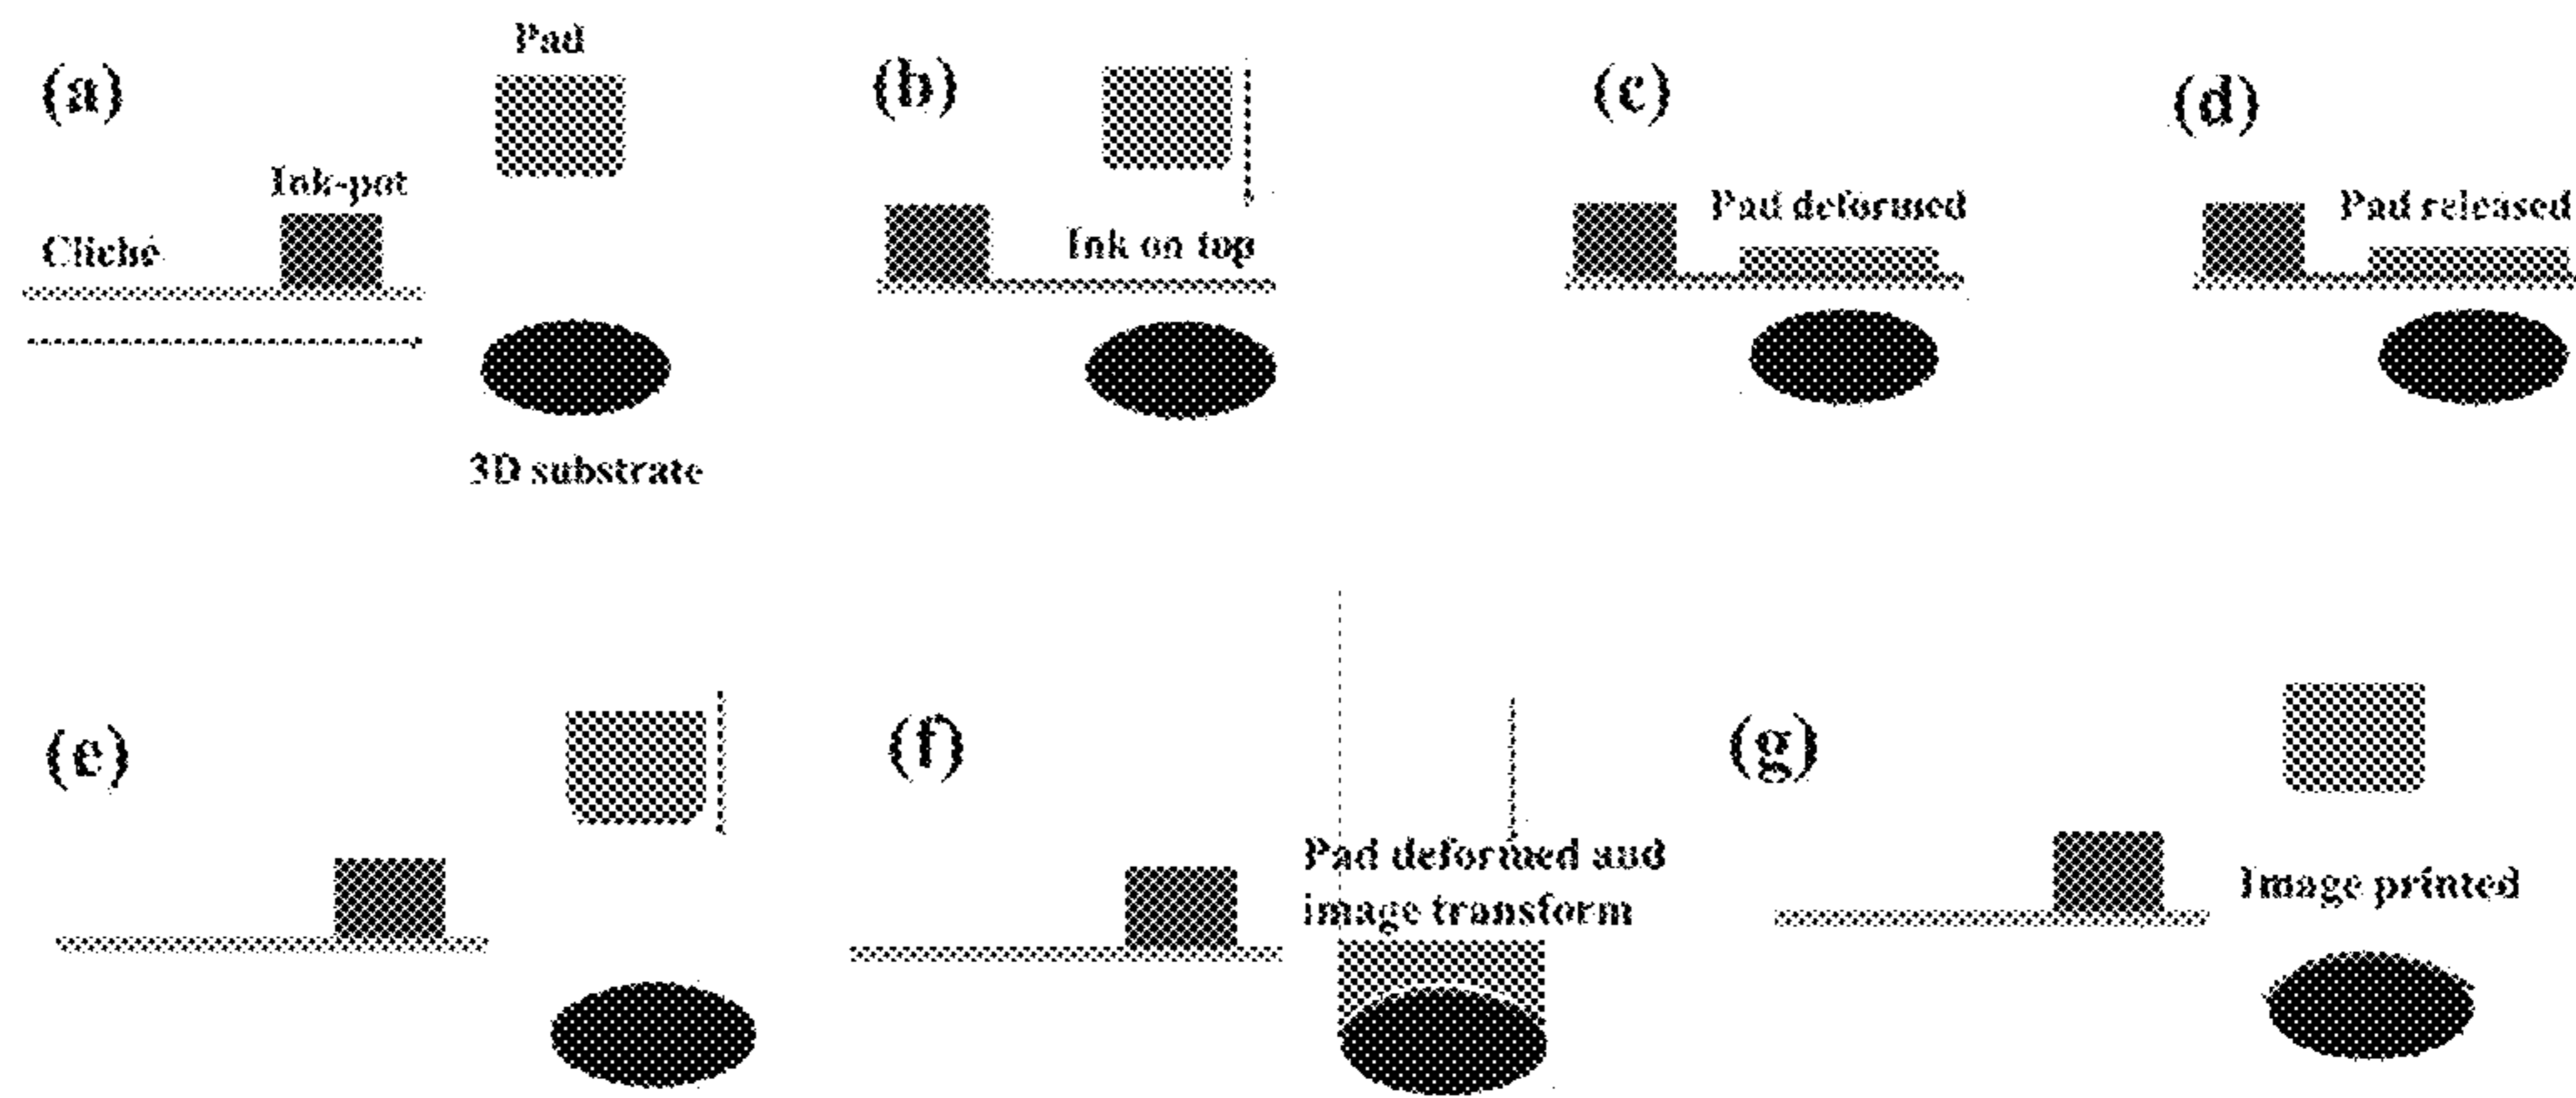 (a)
Pad
Ink-pot
Cliché
3D substrate
(b)
Ink on top
(c)
Pad deformed
(d)
Pad released
(e)
(f)
Pad deformed and
image transform
(g)
Image printed